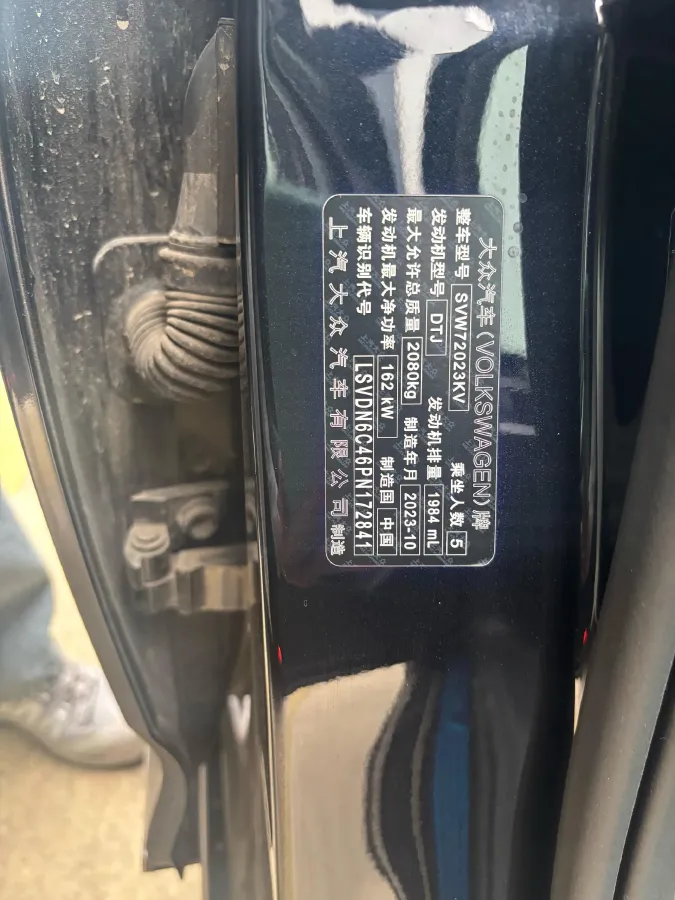 大众汽车(VOLKSWAGEN)牌
整车型号 SVW72023KV 乘坐人数 5
发动机型号 DTJ 发动机排量 1984 mL
最大允许总质量 2080kg 制造年月 2023-10
发动机最大净功率 162 kW 制造国 中国
车辆识别代号 LSVDN6C46PN172841
上汽大众汽车有限公司 制造